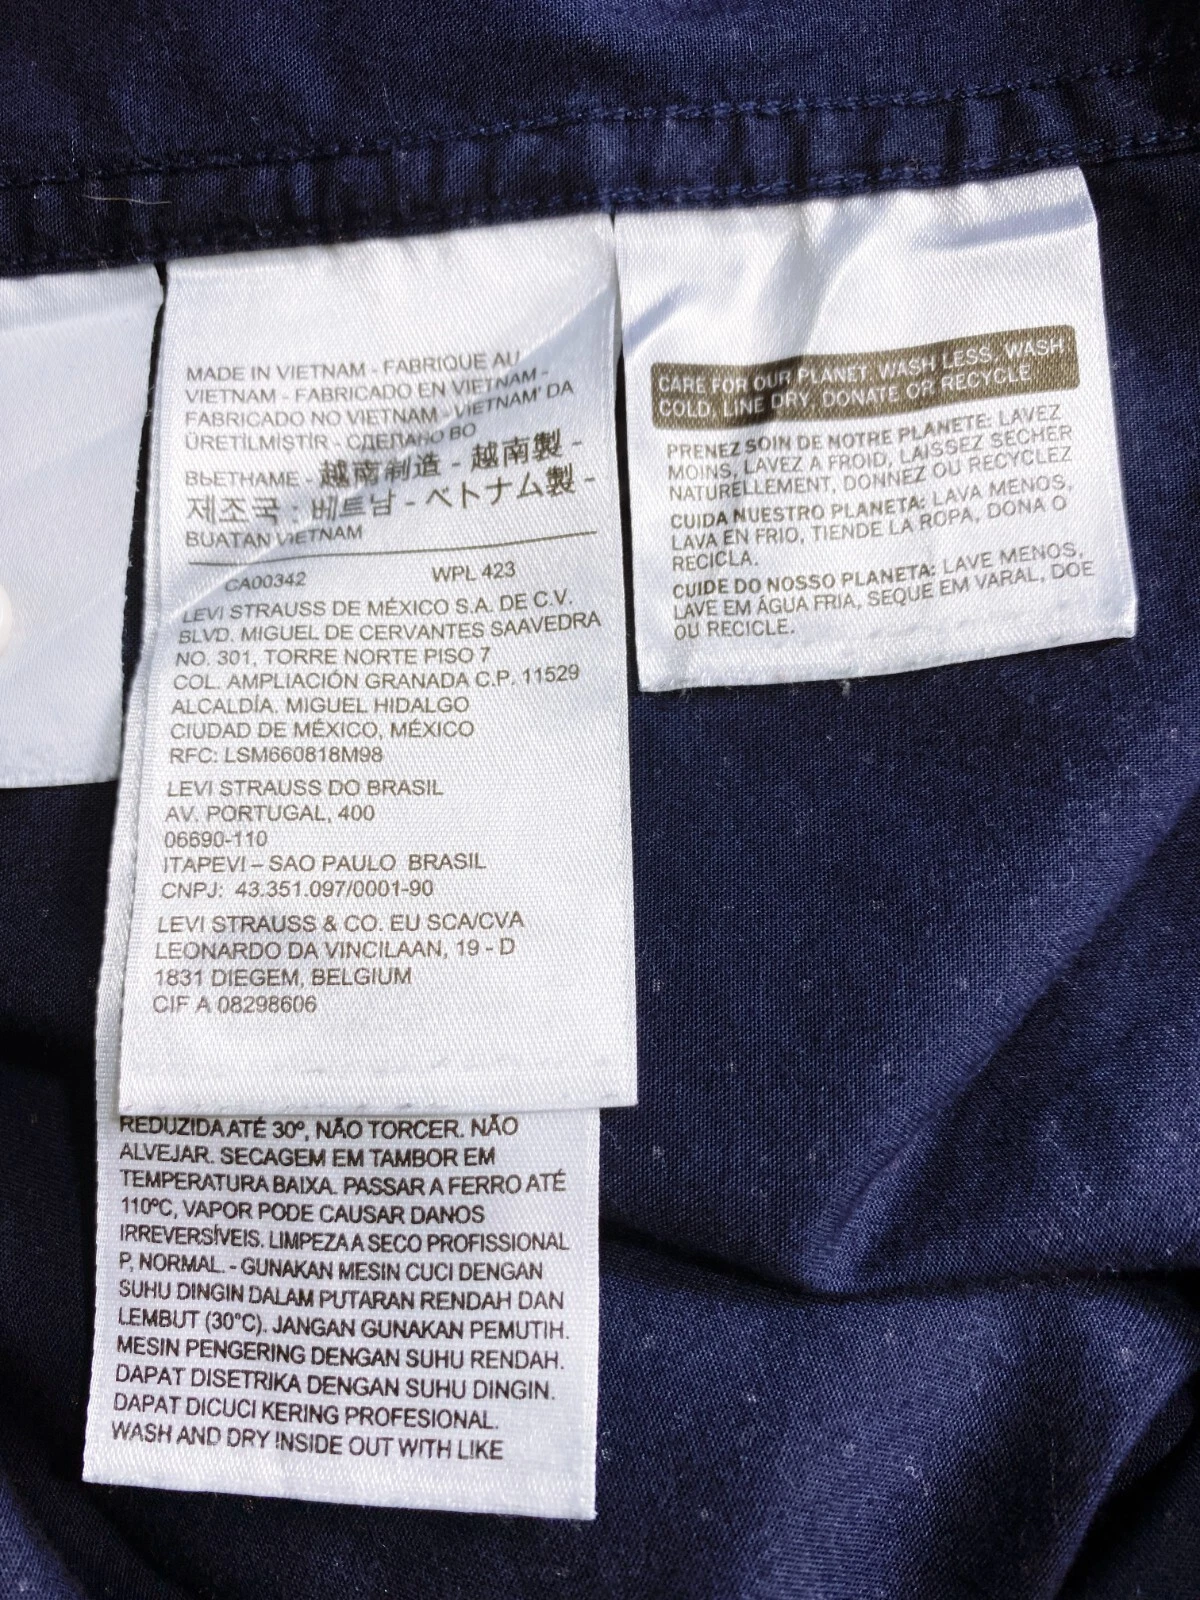 MADE IN VIETNAM - FABRIQUE AU
VIETNAM - FABRICADO EN VIETNAM -
FABRICADO NO VIETNAM - VIETNAM' DA
ÜRETİLMIŞTIR - СДЕЛАНО ВО
ВЬЕТНАМЕ - 越南制造 - 越南製 -
제조국 : 베트남 - ベトナム製 -
BUATAN VIETNAM
CA00342 WPL 423
LEVI STRAUSS DE MÉXICO S.A. DE C.V.
BLVD. MIGUEL DE CERVANTES SAAVEDRA
NO. 301, TORRE NORTE PISO 7
COL. AMPLIACIÓN GRANADA C.P. 11529
ALCALDÍA. MIGUEL HIDALGO
CIUDAD DE MÉXICO, MÉXICO
RFC: LSM660818M98
LEVI STRAUSS DO BRASIL
AV. PORTUGAL, 400
06690-110
ITAPEVI – SAO PAULO BRASIL
CNPJ: 43.351.097/0001-90
LEVI STRAUSS & CO. EU SCA/CVA
LEONARDO DA VINCILAAN, 19 - D
1831 DIEGEM, BELGIUM
CIF A 08298606
REDUZIDA ATÉ 30º, NÃO TORCER. NÃO
ALVEJAR. SECAGEM EM TAMBOR EM
TEMPERATURA BAIXA. PASSAR A FERRO ATÉ
110ºC, VAPOR PODE CAUSAR DANOS
IRREVERSÍVEIS. LIMPEZA A SECO PROFISSIONAL
P, NORMAL. - GUNAKAN MESIN CUCI DENGAN
SUHU DINGIN DALAM PUTARAN RENDAH DAN
LEMBUT (30°C). JANGAN GUNAKAN PEMUTIH.
MESIN PENGERING DENGAN SUHU RENDAH.
DAPAT DISETRIKA DENGAN SUHU DINGIN.
DAPAT DICUCI KERING PROFESIONAL.
WASH AND DRY INSIDE OUT WITH LIKE
CARE FOR OUR PLANET. WASH LESS, WASH
COLD, LINE DRY, DONATE OR RECYCLE
PRENEZ SOIN DE NOTRE PLANETE: LAVEZ
MOINS, LAVEZ A FROID, LAISSEZ SECHER
NATURELLEMENT, DONNEZ OU RECYCLEZ
CUIDA NUESTRO PLANETA: LAVA MENOS,
LAVA EN FRIO, TIENDE LA ROPA, DONA O
RECICLA.
CUIDE DO NOSSO PLANETA: LAVE MENOS,
LAVE EM ÁGUA FRIA, SEQUE EM VARAL, DOE
OU RECICLE.